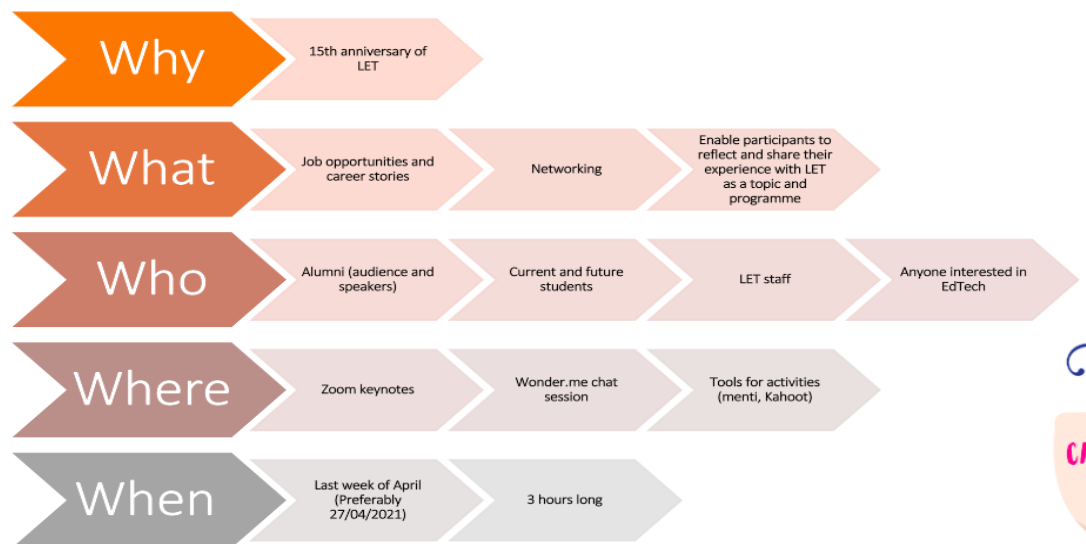 Why
15th anniversary of
LET
What
Job opportunities and
career stories
Networking
Enable participants to
reflect and share their
experience with LET
as a topic and
programme
Who
Alumni (audience and
speakers)
Current and future
students
LET staff
Anyone interested in
EdTech
Where
Zoom keynotes
Wonder.me chat
session
Tools for activities
(menti, Kahoot)
When
Last week of April
(Preferably
27/04/2021)
3 hours long